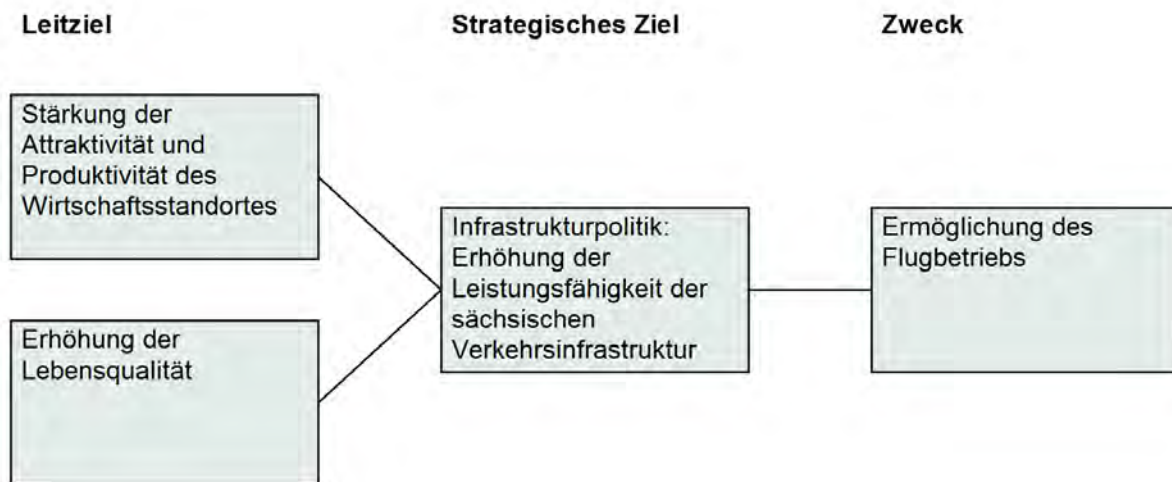 Leitziel
Strategisches Ziel
Zweck
Stärkung der
Attraktivität und
Produktivität des
Wirtschaftsstandortes
Erhöhung der
Lebensqualität
Infrastrukturpolitik:
Erhöhung der
Leistungsfähigkeit der
sächsischen
Verkehrsinfrastruktur
Ermöglichung des
Flugbetriebs